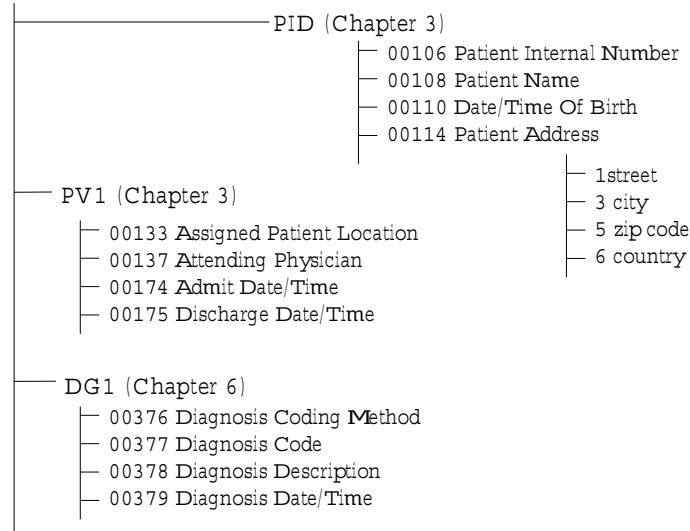 PID (Chapter 3)
00106 Patient Internal Number
00108 Patient Name
00110 Date/Time Of Birth
00114 Patient Address
1street
3 city
5 zip code
6 country
PV1 (Chapter 3)
00133 Assigned Patient Location
00137 Attending Physician
00174 Admit Date/Time
00175 Discharge Date/Time
DG1 (Chapter 6)
00376 Diagnosis Coding Method
00377 Diagnosis Code
00378 Diagnosis Description
00379 Diagnosis Date/Time